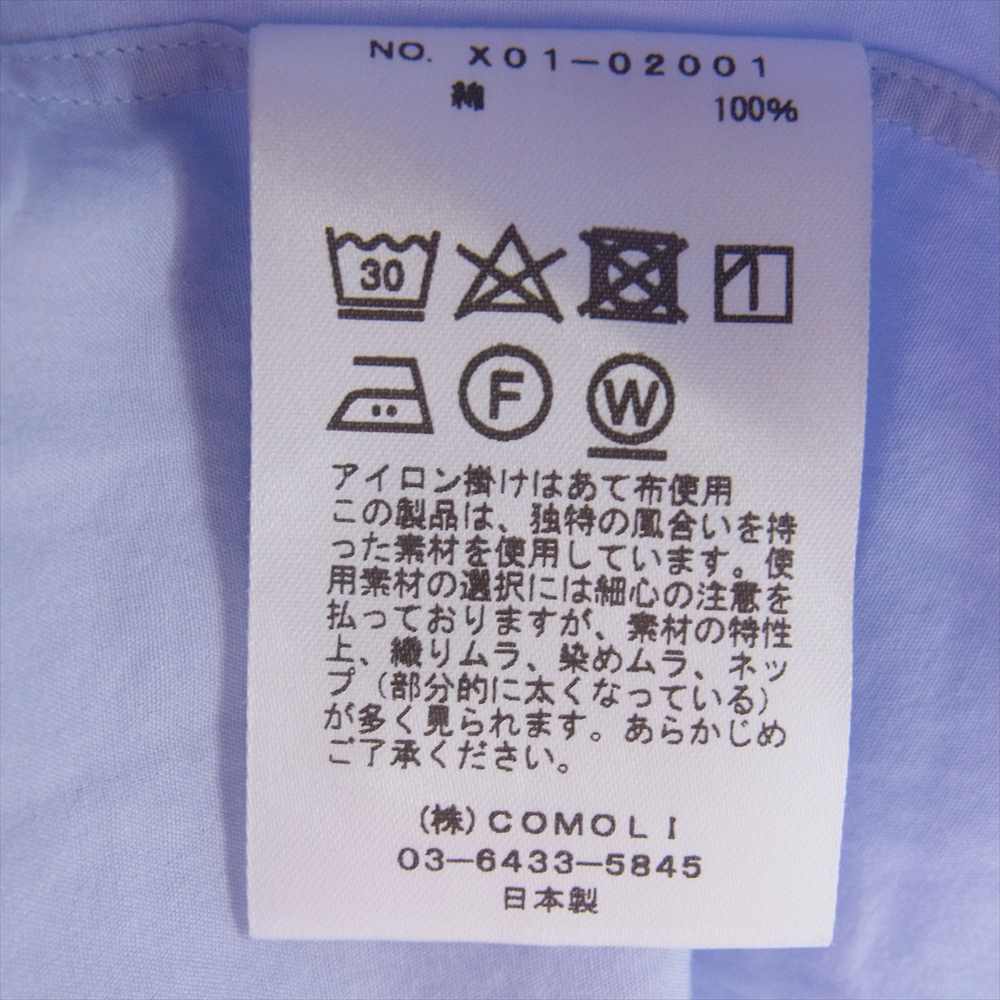 NO. X01-02001
綿 100%
30
F
W
アイロン掛けはあて布使用
この製品は、独特の風合いを持
った素材を使用しています。使
用素材の選択には細心の注意を
払っておりますが、素材の特性
上、織りムラ、染めムラ、ネッ
プ（部分的に太くなっている）
が多く見られます。あらかじめ
ご了承ください。
(株)COMOLI
03-6433-5845
日本製